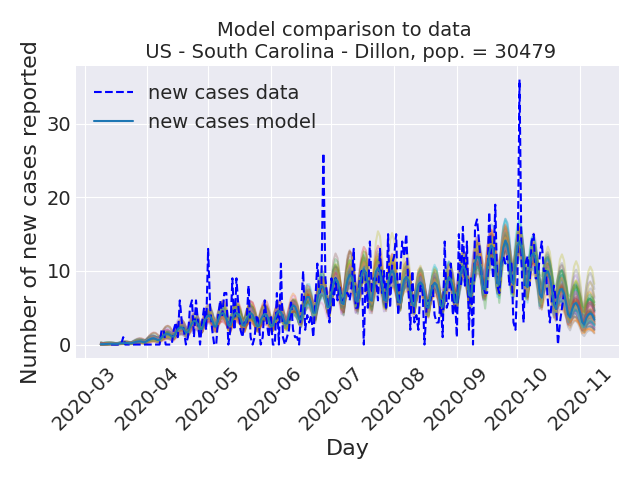 Model comparison to data
US - South Carolina - Dillon, pop. = 30479
Number of new cases reported
new cases data
new cases model
30
20
10
0
2020-03
2020-04
2020-05
2020-06
2020-07
2020-08
2020-09
2020-10
2020-11
Day